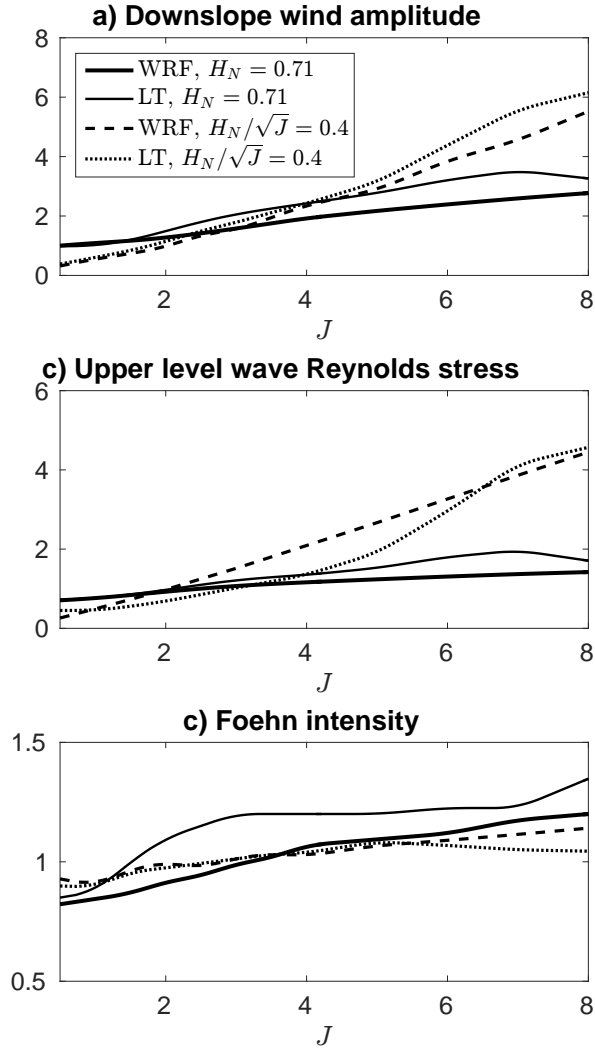 a) Downslope wind amplitude
8
6
4
2
0
WRF, $H_N = 0.71$
LT, $H_N = 0.71$
WRF, $H_N/\sqrt{J} = 0.4$
LT, $H_N/\sqrt{J} = 0.4$
2 4 6 8
J
c) Upper level wave Reynolds stress
6
4
2
0
2 4 6 8
J
c) Foehn intensity
1.5
1
0.5
2 4 6 8
J